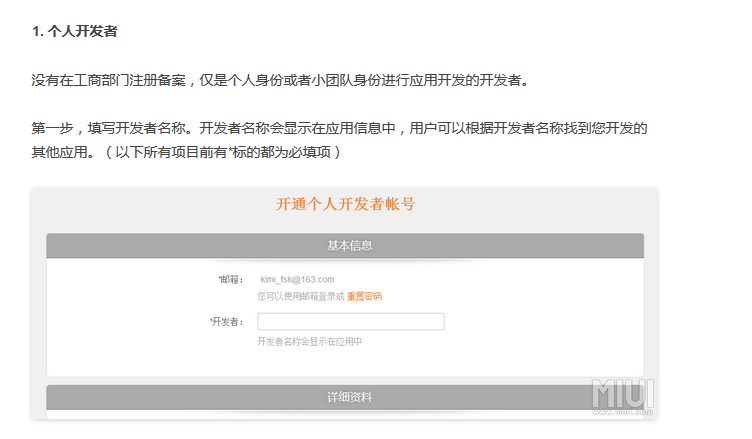 1. 个人开发者
没有在工商部门注册备案，仅是个人身份或者小团队身份进行应用开发的开发者。
第一步，填写开发者名称。开发者名称会显示在应用信息中，用户可以根据开发者名称找到您开发的
其他应用。（以下所有项目前有*标的都为必填项）
开通个人开发者帐号
基本信息
*邮箱： kimi_fsk@163.com
您可以使用邮箱登录或 重置密码
*开发者：
开发者名称会显示在应用中
详细资料
MIUI
www.miui.com